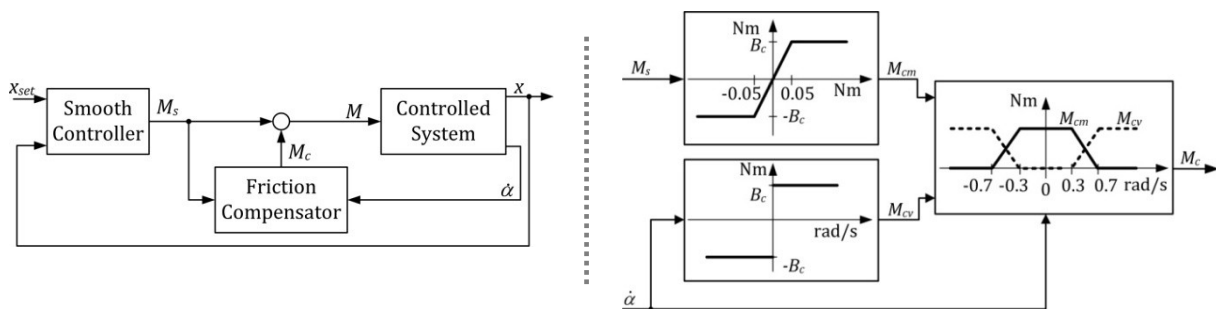 x_set
Smooth
Controller
M_s
M
Controlled
System
x
M_c
Friction
Compensator
α̇
Nm
B_c
M_s
-0.05 0.05
Nm
-B_c
M_cm
Nm
B_c
rad/s
-B_c
M_cv
α̇
Nm
M_cm M_cv
-0.7 -0.3 0 0.3 0.7 rad/s
M_c